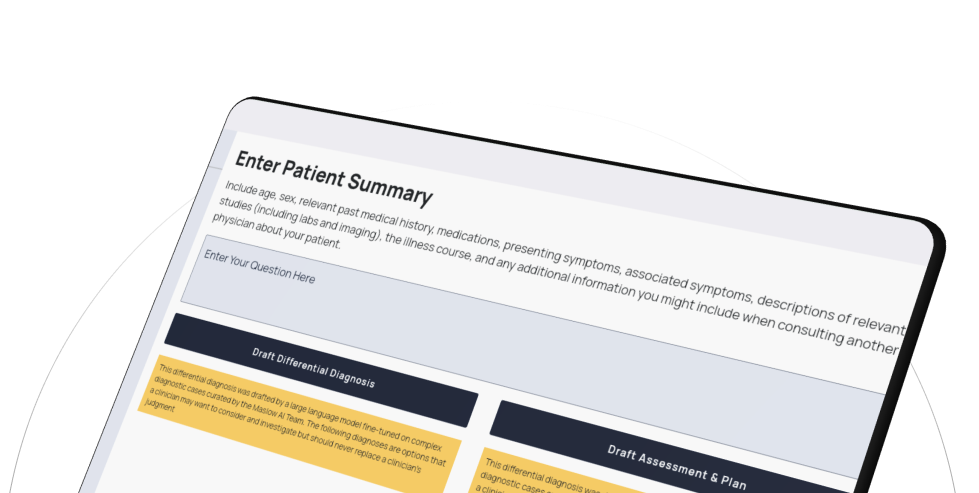 Enter Patient Summary
Include age, sex, relevant past medical history, medications, presenting symptoms, associated symptoms, descriptions of relevant
studies (including labs and imaging), the illness course, and any additional information you might include when consulting another
physician about your patient.
Enter Your Question Here
Draft Differential Diagnosis
This differential diagnosis was drafted by a large language model fine-tuned on complex
diagnostic cases curated by the Maslow AI Team. The following diagnoses are options that
a clinician may want to consider and investigate but should never replace a clinician's
judgment
Draft Assessment & Plan
This differential diagnosis was
diagnostic cases
a clinician